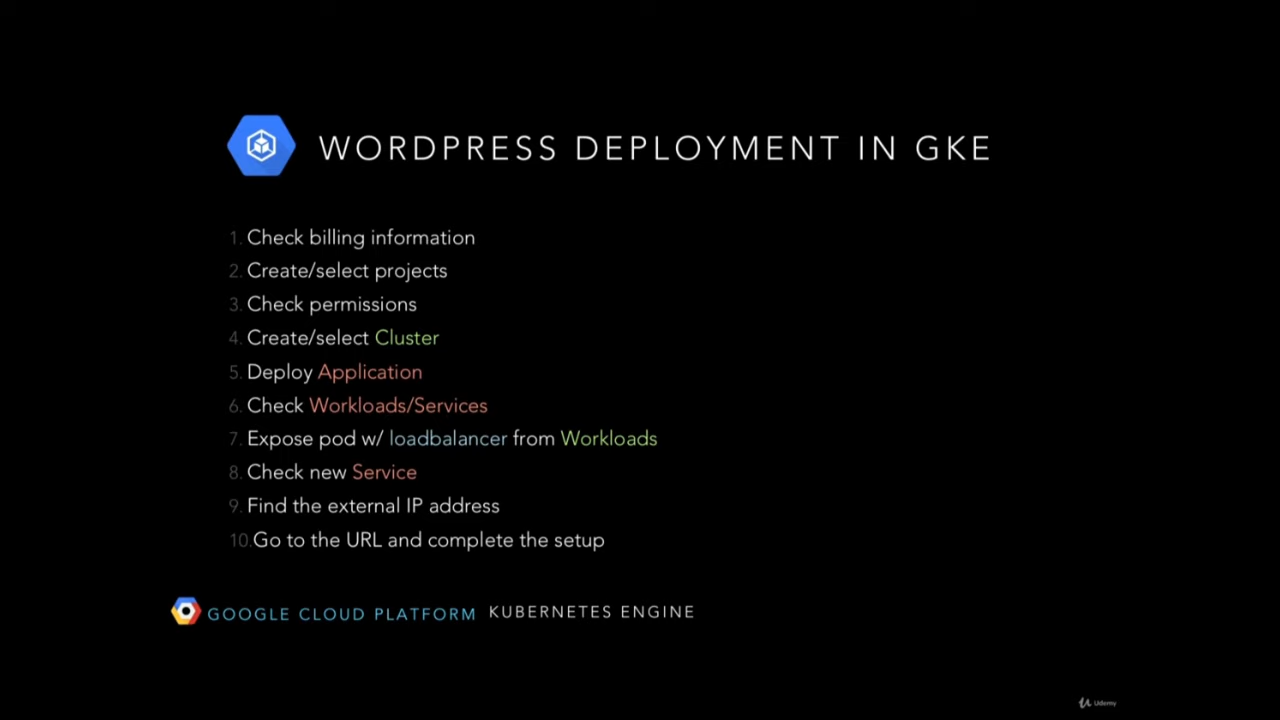 WORDPRESS DEPLOYMENT IN GKE
1. Check billing information
2. Create/select projects
3. Check permissions
4. Create/select Cluster
5. Deploy Application
6. Check Workloads/Services
7. Expose pod w/ loadbalancer from Workloads
8. Check new Service
9. Find the external IP address
10. Go to the URL and complete the setup
GOOGLE CLOUD PLATFORM KUBERNETES ENGINE
Udemy